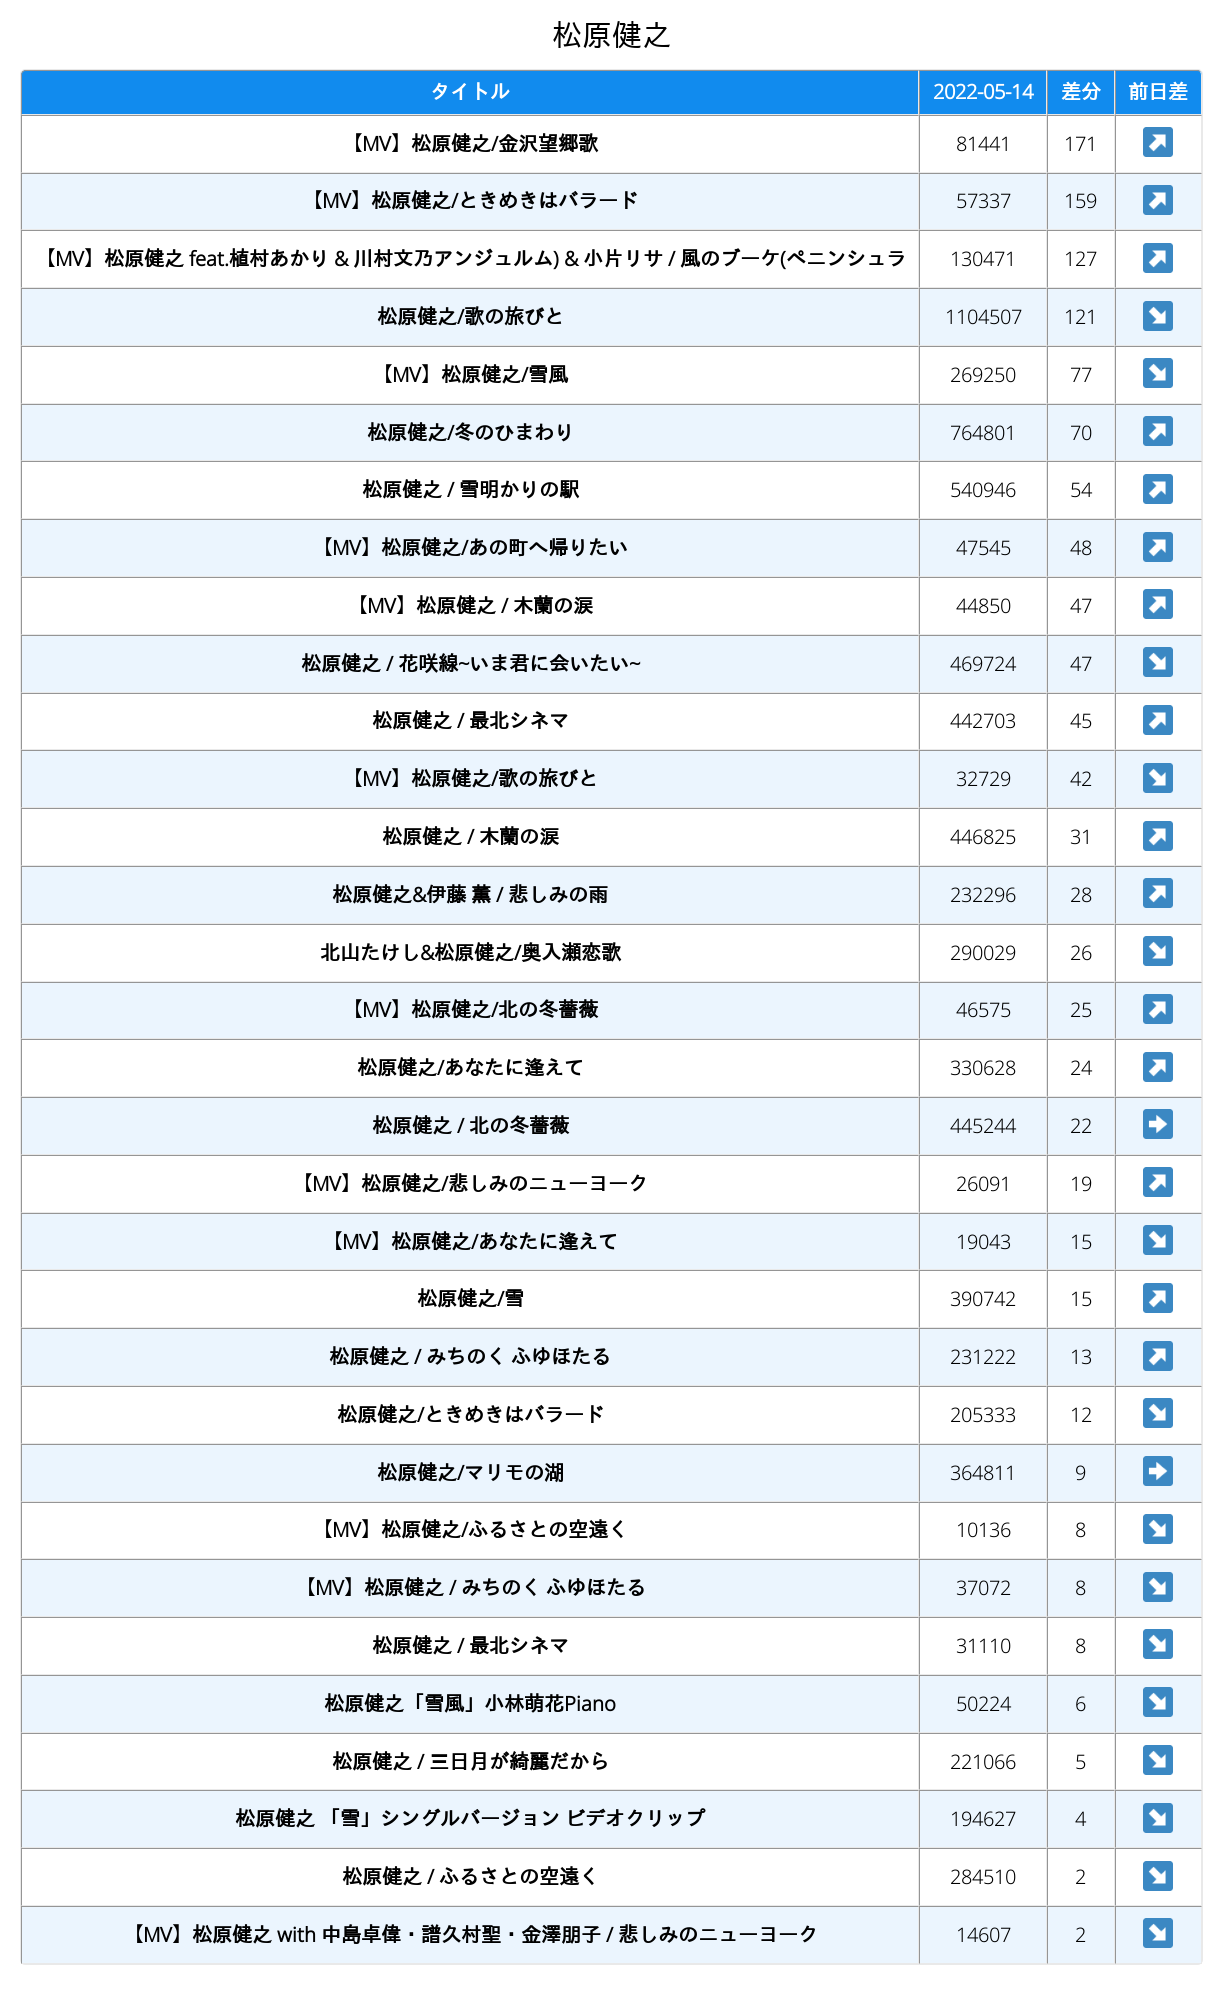 松原健之
タイトル 2022-05-14 差分 前日差
【MV】松原健之/金沢望郷歌 81441 171 ↗
【MV】松原健之/ときめきはバラード 57337 159 ↗
【MV】松原健之 feat.植村あかり & 川村文乃アンジュルム) & 小片リサ / 風のブーケ(ペニンシュラ 130471 127 ↗
松原健之/歌の旅びと 1104507 121 ↘
【MV】松原健之/雪風 269250 77 ↘
松原健之/冬のひまわり 764801 70 ↗
松原健之 / 雪明かりの駅 540946 54 ↗
【MV】松原健之/あの町へ帰りたい 47545 48 ↗
【MV】松原健之 / 木蘭の涙 44850 47 ↗
松原健之 / 花咲線~いま君に会いたい~ 469724 47 ↘
松原健之 / 最北シネマ 442703 45 ↗
【MV】松原健之/歌の旅びと 32729 42 ↘
松原健之 / 木蘭の涙 446825 31 ↗
松原健之&伊藤 薫 / 悲しみの雨 232296 28 ↗
北山たけし&松原健之/奥入瀬恋歌 290029 26 ↘
【MV】松原健之/北の冬薔薇 46575 25 ↗
松原健之/あなたに逢えて 330628 24 ↗
松原健之 / 北の冬薔薇 445244 22 ➡
【MV】松原健之/悲しみのニューヨーク 26091 19 ↗
【MV】松原健之/あなたに逢えて 19043 15 ↘
松原健之/雪 390742 15 ↗
松原健之 / みちのく ふゆほたる 231222 13 ↗
松原健之/ときめきはバラード 205333 12 ↘
松原健之/マリモの湖 364811 9 ➡
【MV】松原健之/ふるさとの空遠く 10136 8 ↘
【MV】松原健之 / みちのく ふゆほたる 37072 8 ↘
松原健之 / 最北シネマ 31110 8 ↘
松原健之「雪風」小林萌花Piano 50224 6 ↘
松原健之 / 三日月が綺麗だから 221066 5 ↘
松原健之 「雪」シングルバージョン ビデオクリップ 194627 4 ↘
松原健之 / ふるさとの空遠く 284510 2 ↘
【MV】松原健之 with 中島卓偉・譜久村聖・金澤朋子 / 悲しみのニューヨーク 14607 2 ↘